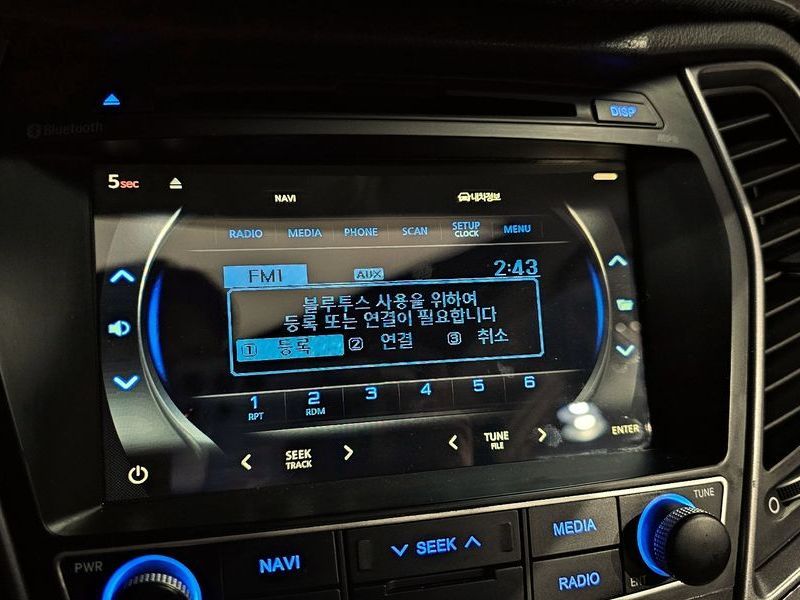 DISP
Bluetooth
MP3
5sec
NAVI
내차정보
RADIO MEDIA PHONE SCAN SETUP CLOCK MENU
FM1 AUX 2:43
블루투스 사용을 위하여
등록 또는 연결이 필요합니다
① 등록 ② 연결 ③ 취소
1 2 3 4 5 6
RPT RDM
SEEK TRACK
TUNE FILE
ENTER
PWR
NAVI
SEEK
MEDIA
RADIO
TUNE
ENT
0